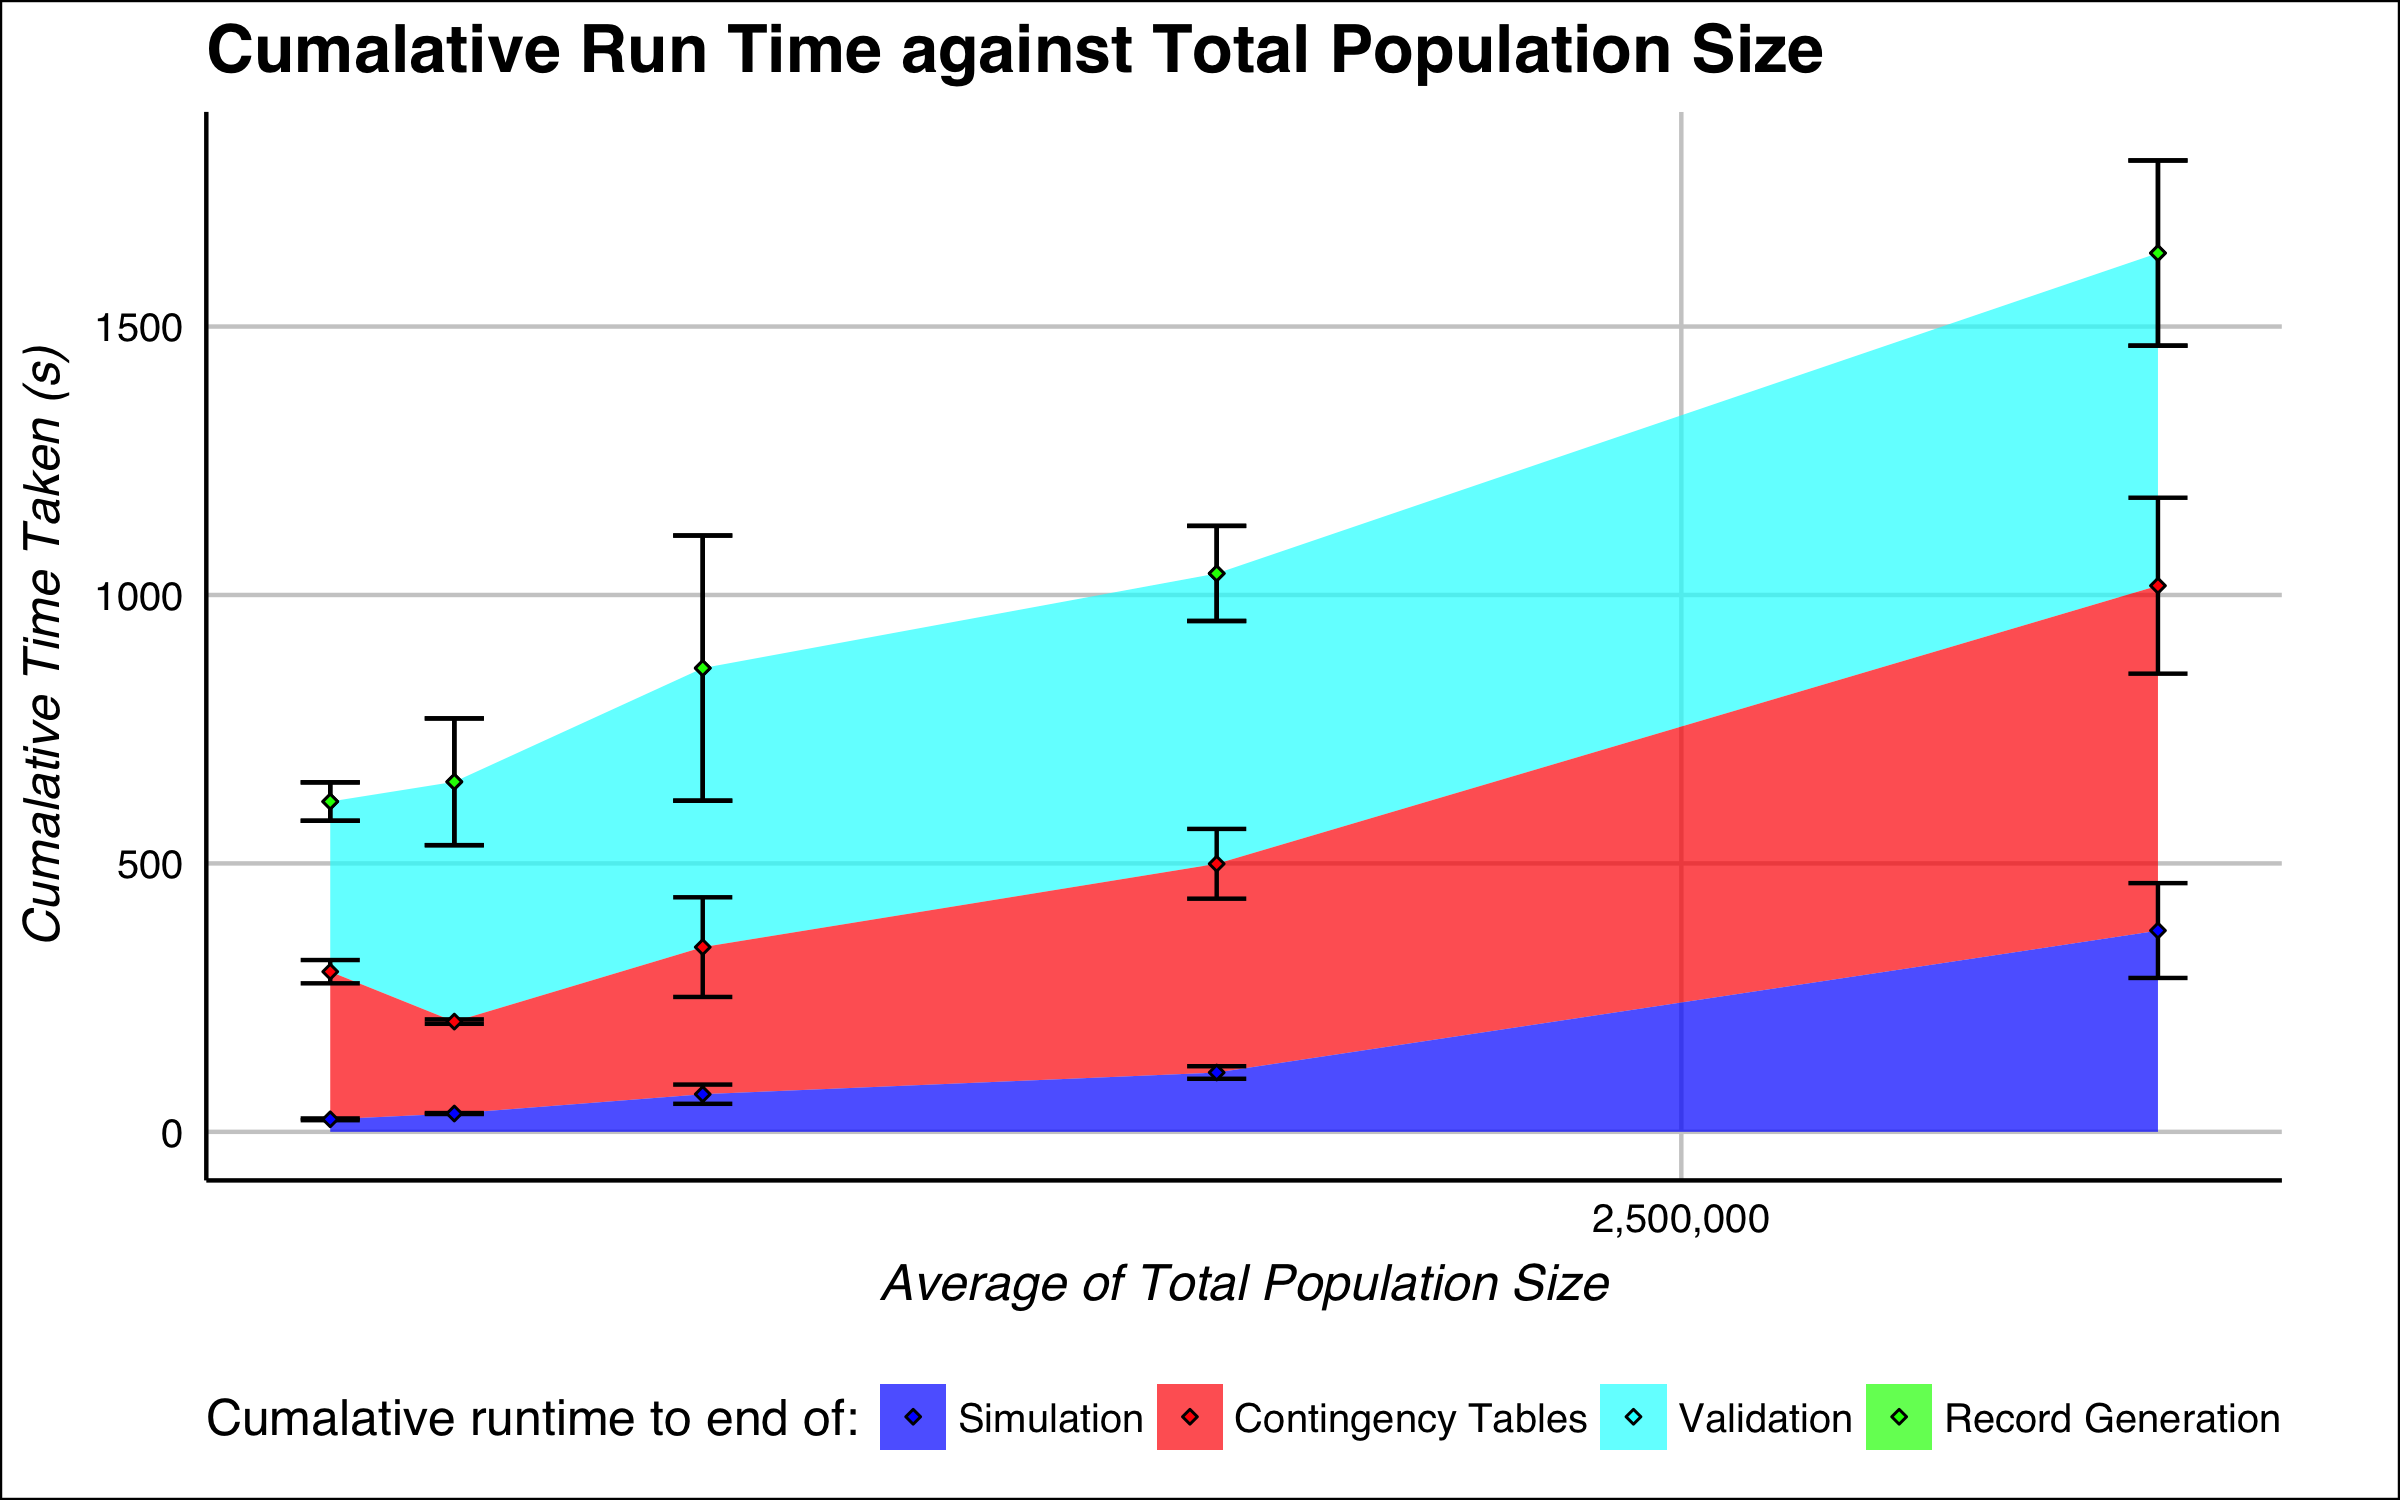 Cumalative Run Time against Total Population Size
Cumalative Time Taken (s)
1500
1000
500
0
2,500,000
Average of Total Population Size
Cumalative runtime to end of: Simulation Contingency Tables Validation Record Generation